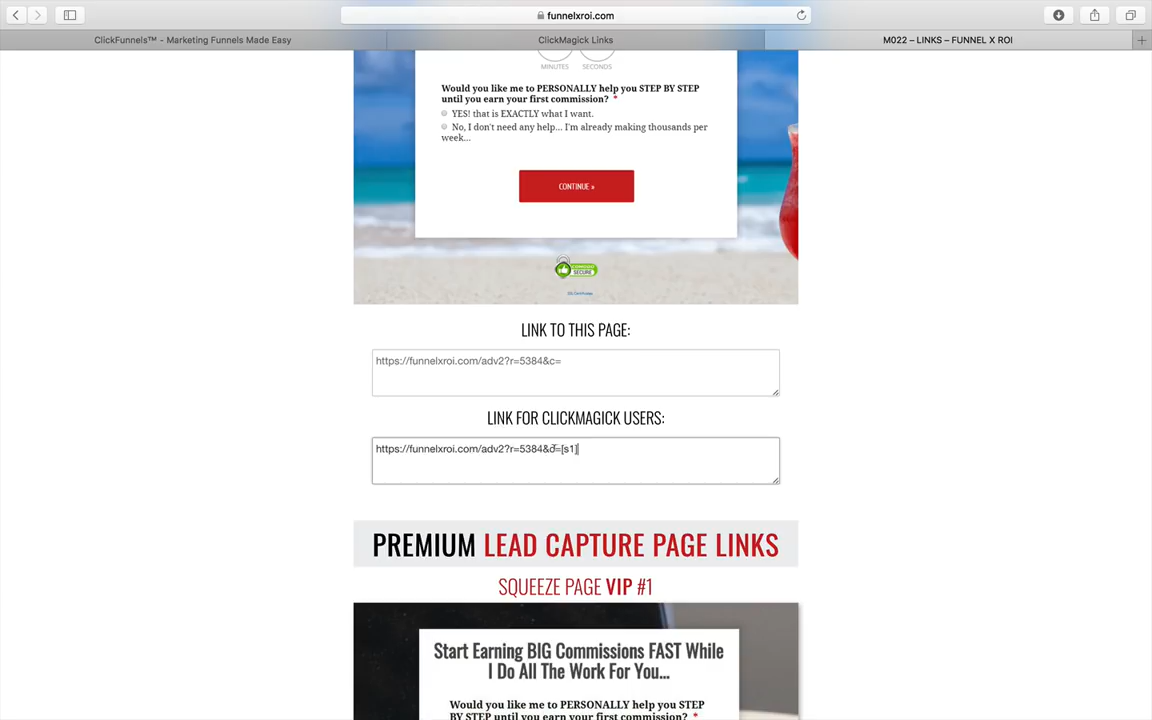 funnelxroi.com
ClickFunnels™ - Marketing Funnels Made Easy
ClickMagick Links
M022 – LINKS – FUNNEL X ROI
MINUTES
SECONDS
Would you like me to PERSONALLY help you STEP BY STEP
until you earn your first commission? *
YES! that is EXACTLY what I want.
No, I don't need any help... I'm already making thousands per
week...
CONTINUE »
COMODO
SECURE
LINK TO THIS PAGE:
https://funnelxroi.com/adv2?r=5384&c=
LINK FOR CLICKMAGICK USERS:
https://funnelxroi.com/adv2?r=5384&c=[s1]
PREMIUM LEAD CAPTURE PAGE LINKS
SQUEEZE PAGE VIP #1
Start Earning BIG Commissions FAST While
I Do All The Work For You...
Would you like me to PERSONALLY help you STEP
BY STEP until you earn your first commission? *